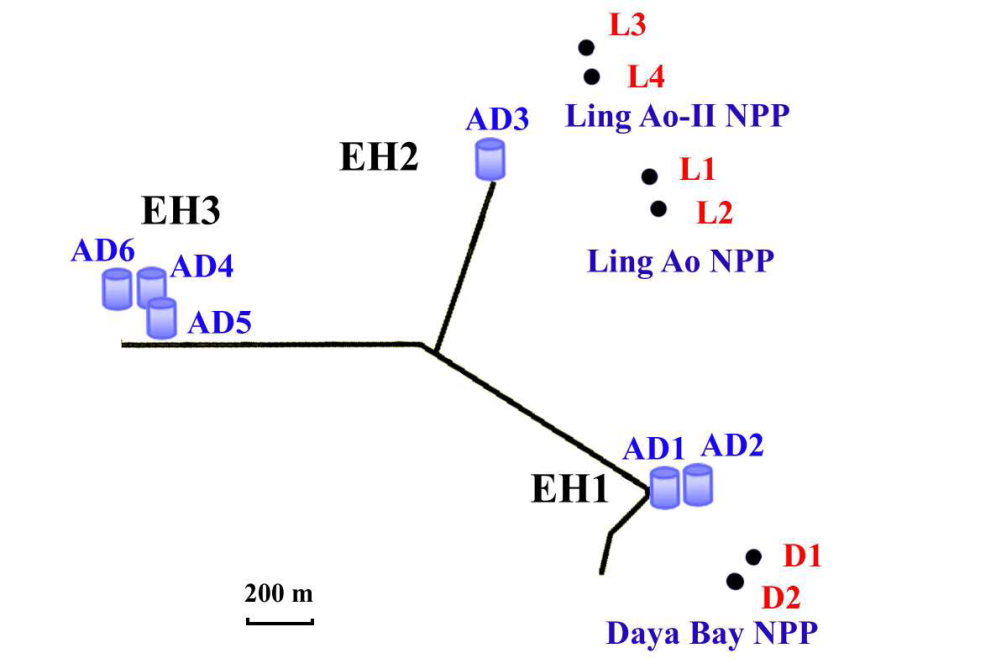 L3
L4
Ling Ao-II NPP
AD3
EH2
L1
L2
Ling Ao NPP
EH3
AD6
AD4
AD5
AD1
AD2
EH1
D1
D2
Daya Bay NPP
200 m